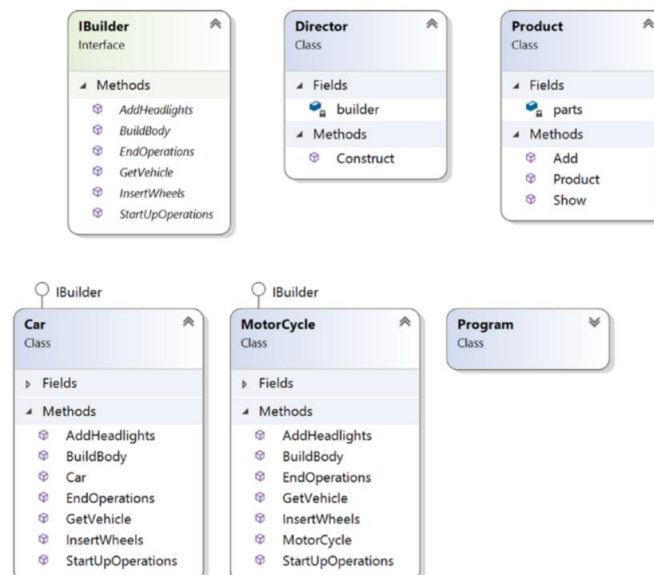 IBuilder
Interface
Methods
AddHeadlights
BuildBody
EndOperations
GetVehicle
InsertWheels
StartUpOperations
Director
Class
Fields
builder
Methods
Construct
Product
Class
Fields
parts
Methods
Add
Product
Show
IBuilder
Car
Class
Fields
Methods
AddHeadlights
BuildBody
Car
EndOperations
GetVehicle
InsertWheels
StartUpOperations
IBuilder
MotorCycle
Class
Fields
Methods
AddHeadlights
BuildBody
EndOperations
GetVehicle
InsertWheels
MotorCycle
StartUpOperations
Program
Class